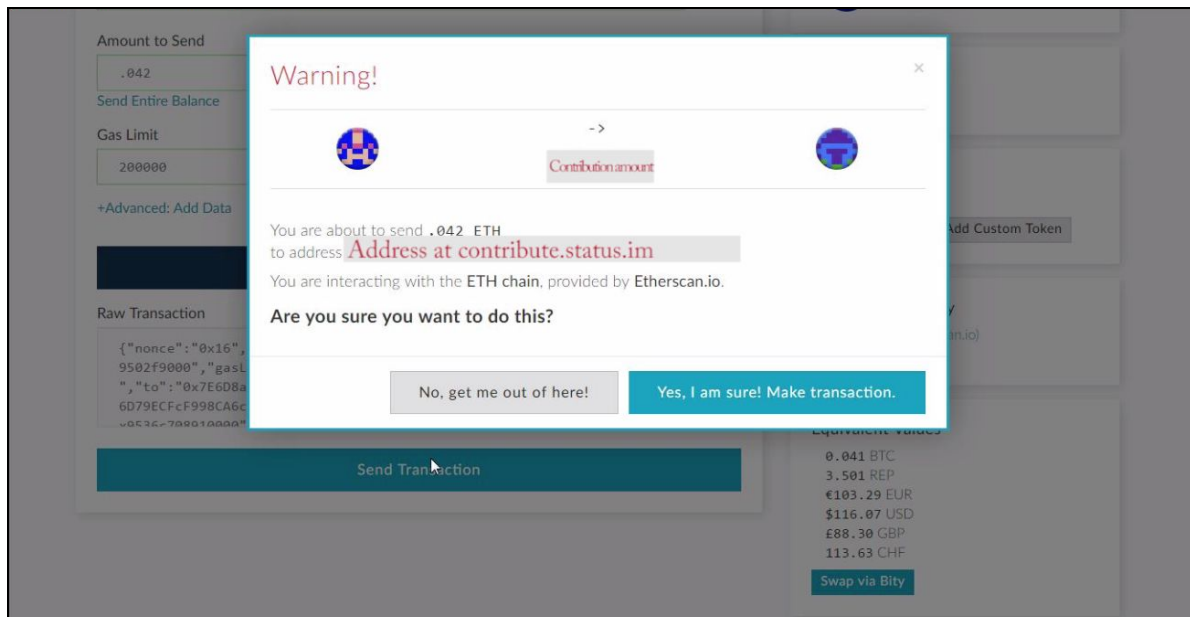 Amount to Send
.042
Send Entire Balance
Gas Limit
200000
+Advanced: Add Data
Raw Transaction
{"nonce":"0x16",
9502f9000","gasL
","to":"0x7E6D8a
6D79ECFcF998CA6c
Send Transaction
Warning!
×
->
Contribution amount
You are about to send .042 ETH
to address Address at contribute.status.im
You are interacting with the ETH chain, provided by Etherscan.io.
Are you sure you want to do this?
No, get me out of here!
Yes, I am sure! Make transaction.
Add Custom Token
Equivalent Values
0.041 BTC
3.501 REP
€103.29 EUR
$116.07 USD
£88.30 GBP
113.63 CHF
Swap via Bity